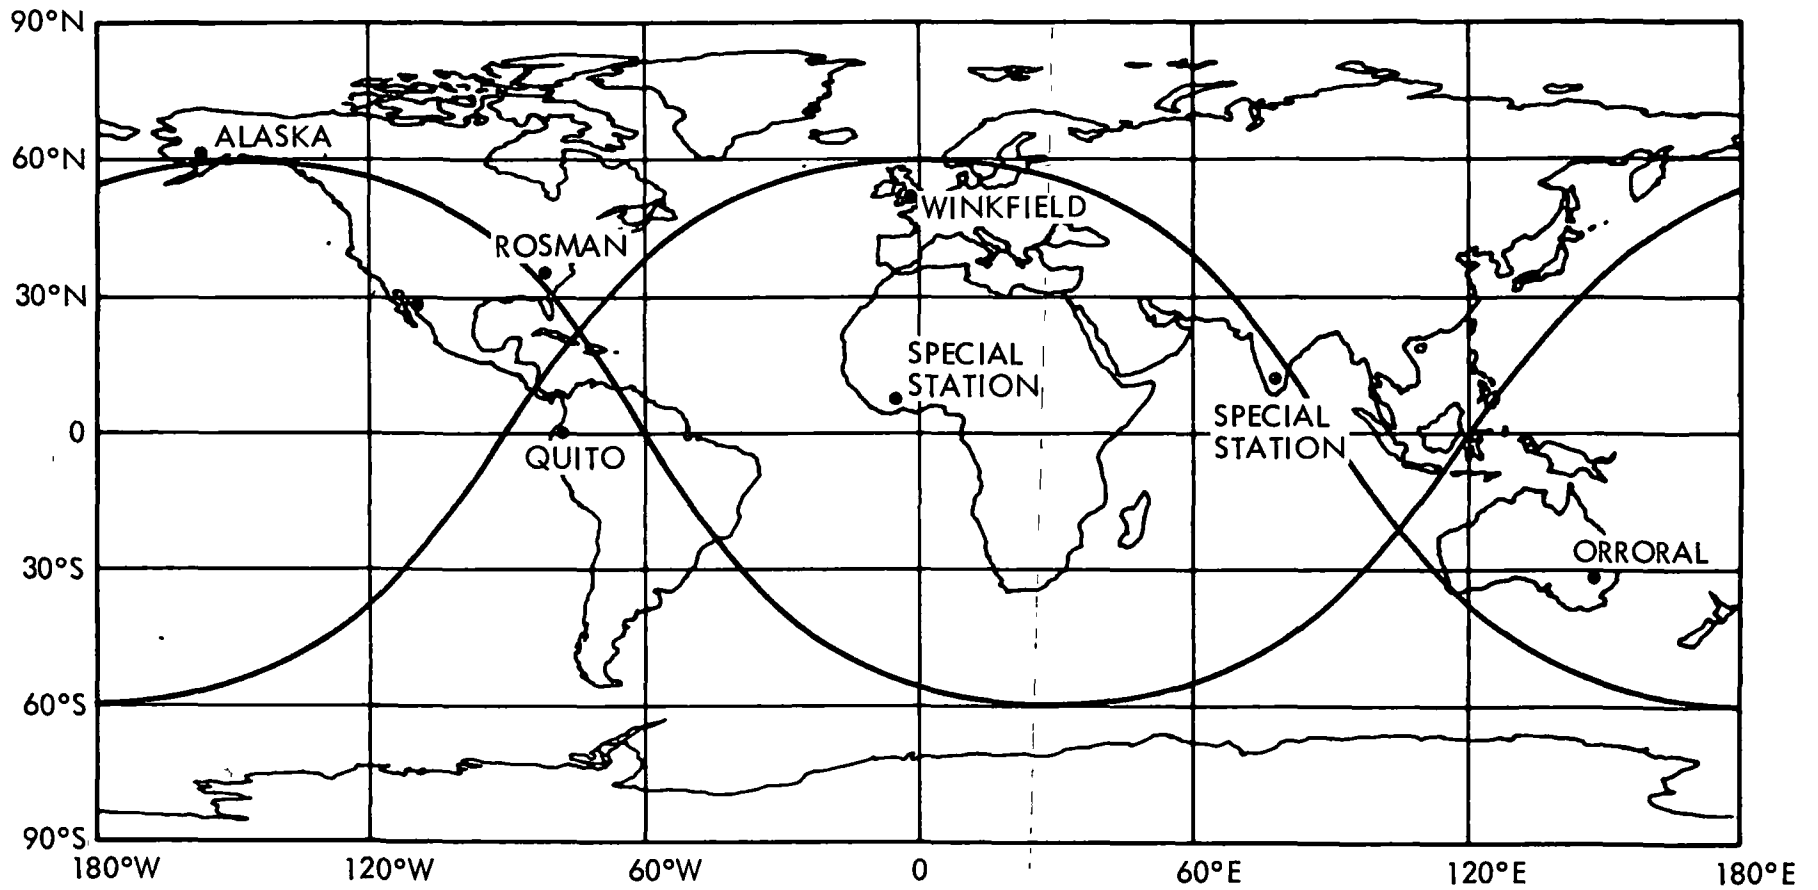 90°N
ALASKA
60°N
WINKFIELD
ROSMAN
30°N
SPECIAL
STATION
SPECIAL
STATION
0
QUITO
ORRORAL
30°S
60°S
90°S
180°W 120°W 60°W 0 60°E 120°E 180°E